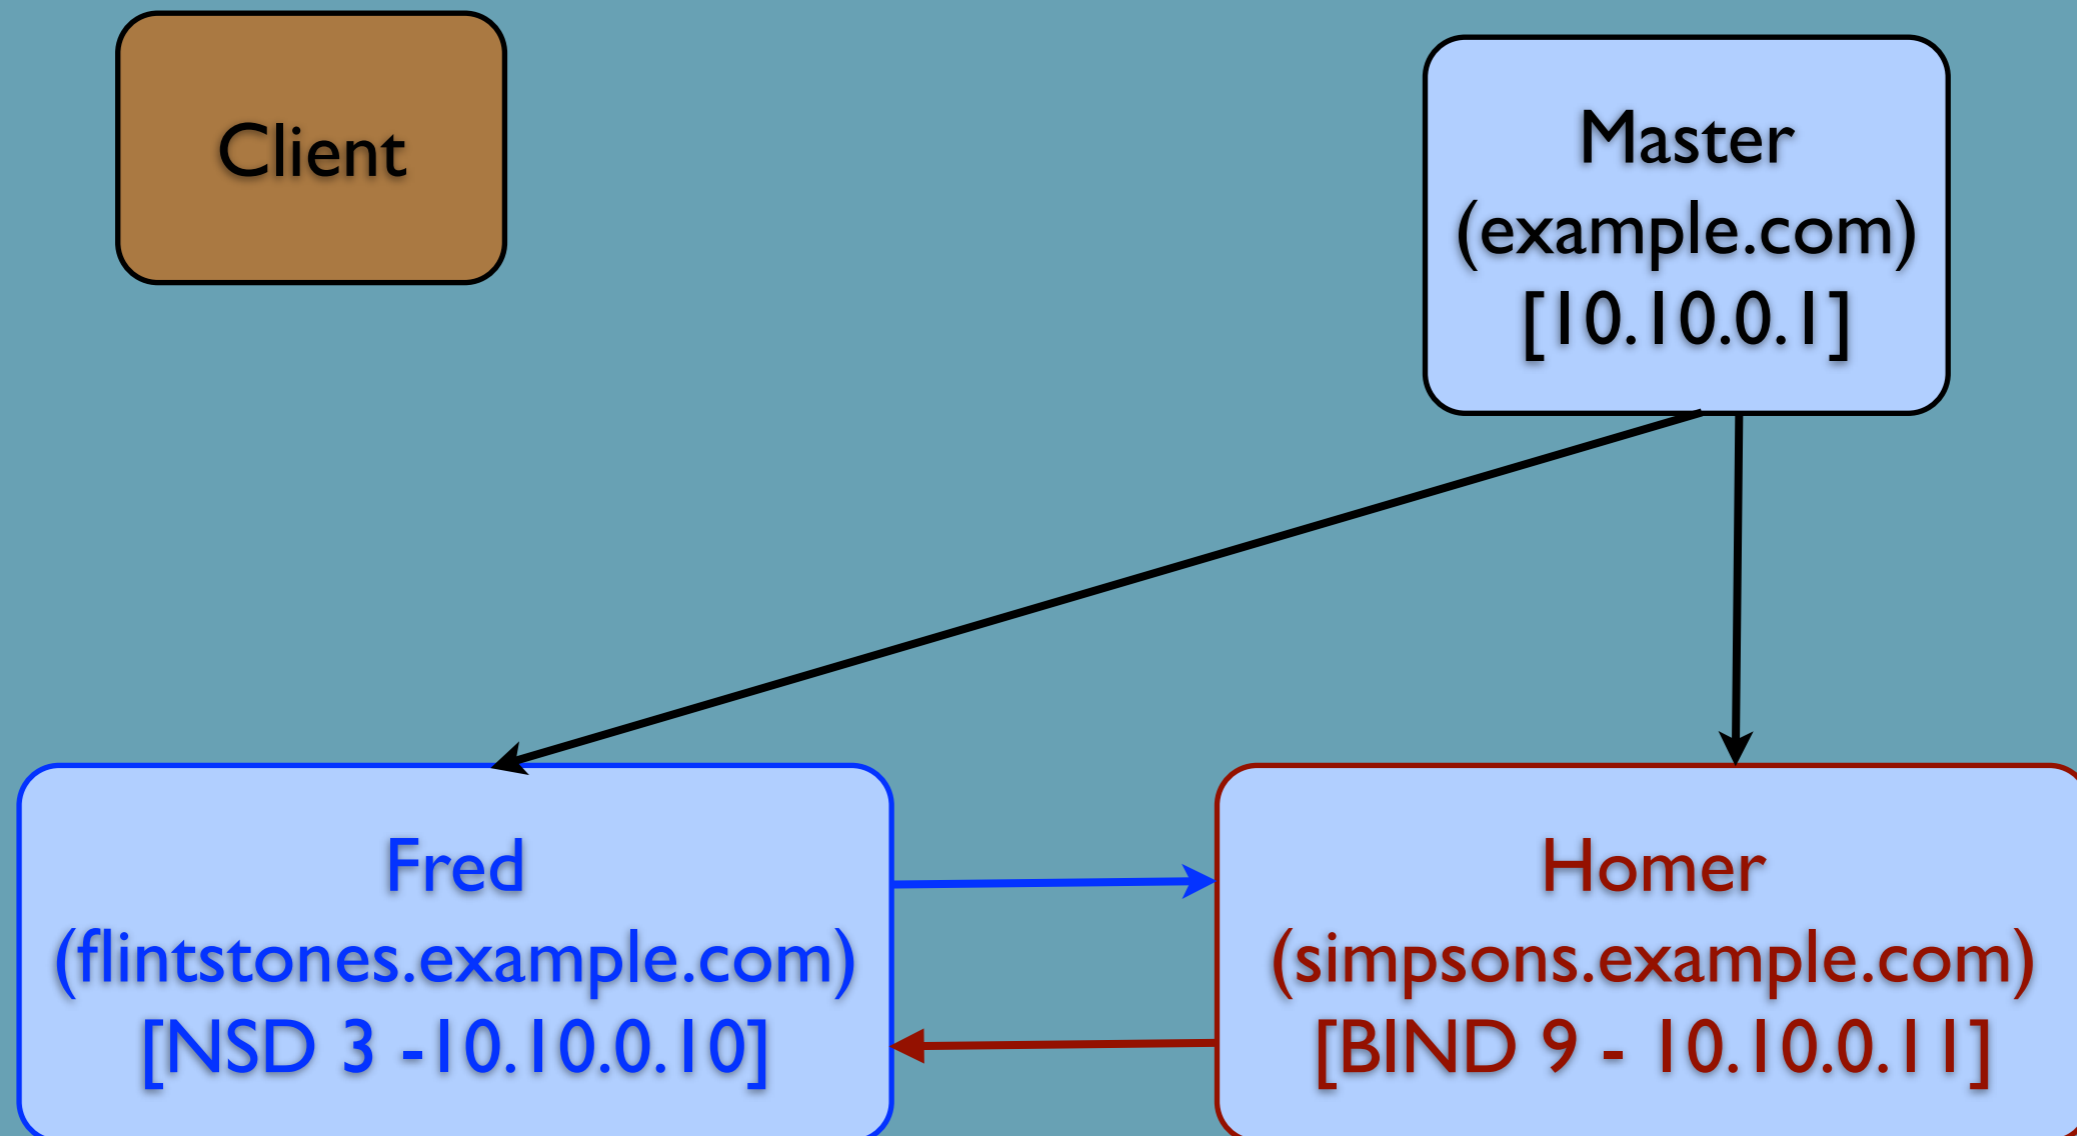 Client
Master
(example.com)
[10.10.0.1]
Fred
(flintstones.example.com)
[NSD 3 -10.10.0.10]
Homer
(simpsons.example.com)
[BIND 9 - 10.10.0.11]